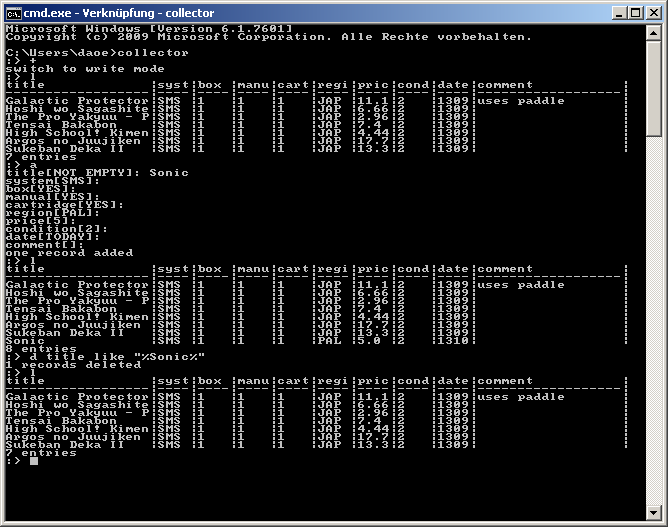 cmd.exe - Verknüpfung - collector
Microsoft Windows [Version 6.1.7601]
Copyright (c) 2009 Microsoft Corporation. Alle Rechte vorbehalten.
C:\Users\daoe>collector
:> +
switch to write mode
:> l
title |syst|box |manu|cart|regi|pric|cond|date|comment |
Galactic Protector|SMS |1 |1 |1 |JAP |11.1|2 |1309|uses paddle |
Hoshi wo Sagashite|SMS |1 |1 |1 |JAP |6.66|2 |1309| |
The Pro Yakyuu - P|SMS |1 |1 |1 |JAP |2.96|2 |1309| |
Tensai Bakabon |SMS |1 |1 |1 |JAP |7.4 |2 |1309| |
High School! Kimen|SMS |1 |1 |1 |JAP |4.44|2 |1309| |
Argos no Juujiken |SMS |1 |1 |1 |JAP |17.7|2 |1309| |
Sukeban Deka II |SMS |1 |1 |1 |JAP |13.3|2 |1309| |
7 entries
:> a
title[NOT EMPTY]: Sonic
system[SMS]:
box[YES]:
manual[YES]:
cartridge[YES]:
region[PAL]:
price[5]:
condition[2]:
date[TODAY]:
comment[]:
one record added
:> l
title |syst|box |manu|cart|regi|pric|cond|date|comment |
Galactic Protector|SMS |1 |1 |1 |JAP |11.1|2 |1309|uses paddle |
Hoshi wo Sagashite|SMS |1 |1 |1 |JAP |6.66|2 |1309| |
The Pro Yakyuu - P|SMS |1 |1 |1 |JAP |2.96|2 |1309| |
Tensai Bakabon |SMS |1 |1 |1 |JAP |7.4 |2 |1309| |
High School! Kimen|SMS |1 |1 |1 |JAP |4.44|2 |1309| |
Argos no Juujiken |SMS |1 |1 |1 |JAP |17.7|2 |1309| |
Sukeban Deka II |SMS |1 |1 |1 |JAP |13.3|2 |1309| |
Sonic |SMS |1 |1 |1 |PAL |5.0 |2 |1310| |
8 entries
:> d title like "%Sonic%"
1 records deleted
:> l
title |syst|box |manu|cart|regi|pric|cond|date|comment |
Galactic Protector|SMS |1 |1 |1 |JAP |11.1|2 |1309|uses paddle |
Hoshi wo Sagashite|SMS |1 |1 |1 |JAP |6.66|2 |1309| |
The Pro Yakyuu - P|SMS |1 |1 |1 |JAP |2.96|2 |1309| |
Tensai Bakabon |SMS |1 |1 |1 |JAP |7.4 |2 |1309| |
High School! Kimen|SMS |1 |1 |1 |JAP |4.44|2 |1309| |
Argos no Juujiken |SMS |1 |1 |1 |JAP |17.7|2 |1309| |
Sukeban Deka II |SMS |1 |1 |1 |JAP |13.3|2 |1309| |
7 entries
:>